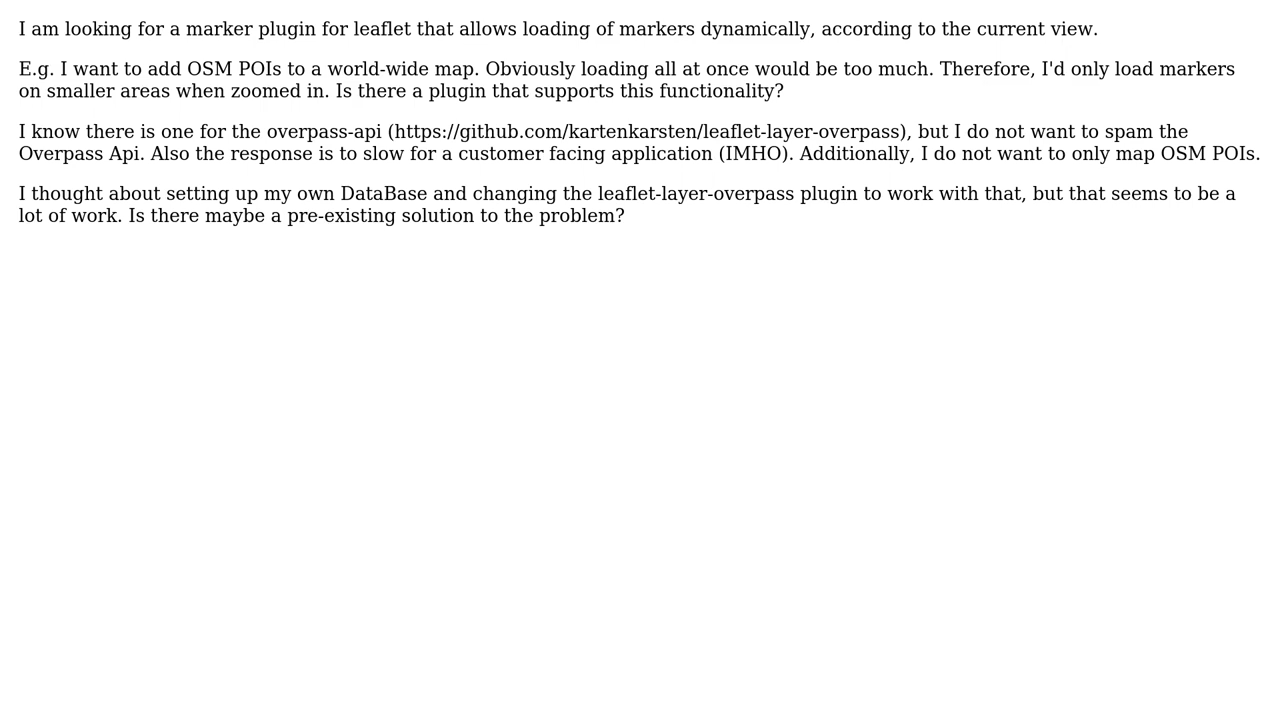 I am looking for a marker plugin for leaflet that allows loading of markers dynamically, according to the current view.
E.g. I want to add OSM POIs to a world-wide map. Obviously loading all at once would be too much. Therefore, I'd only load markers
on smaller areas when zoomed in. Is there a plugin that supports this functionality?
I know there is one for the overpass-api (https://github.com/kartenkarsten/leaflet-layer-overpass), but I do not want to spam the
Overpass Api. Also the response is to slow for a customer facing application (IMHO). Additionally, I do not want to only map OSM POIs.
I thought about setting up my own DataBase and changing the leaflet-layer-overpass plugin to work with that, but that seems to be a
lot of work. Is there maybe a pre-existing solution to the problem?